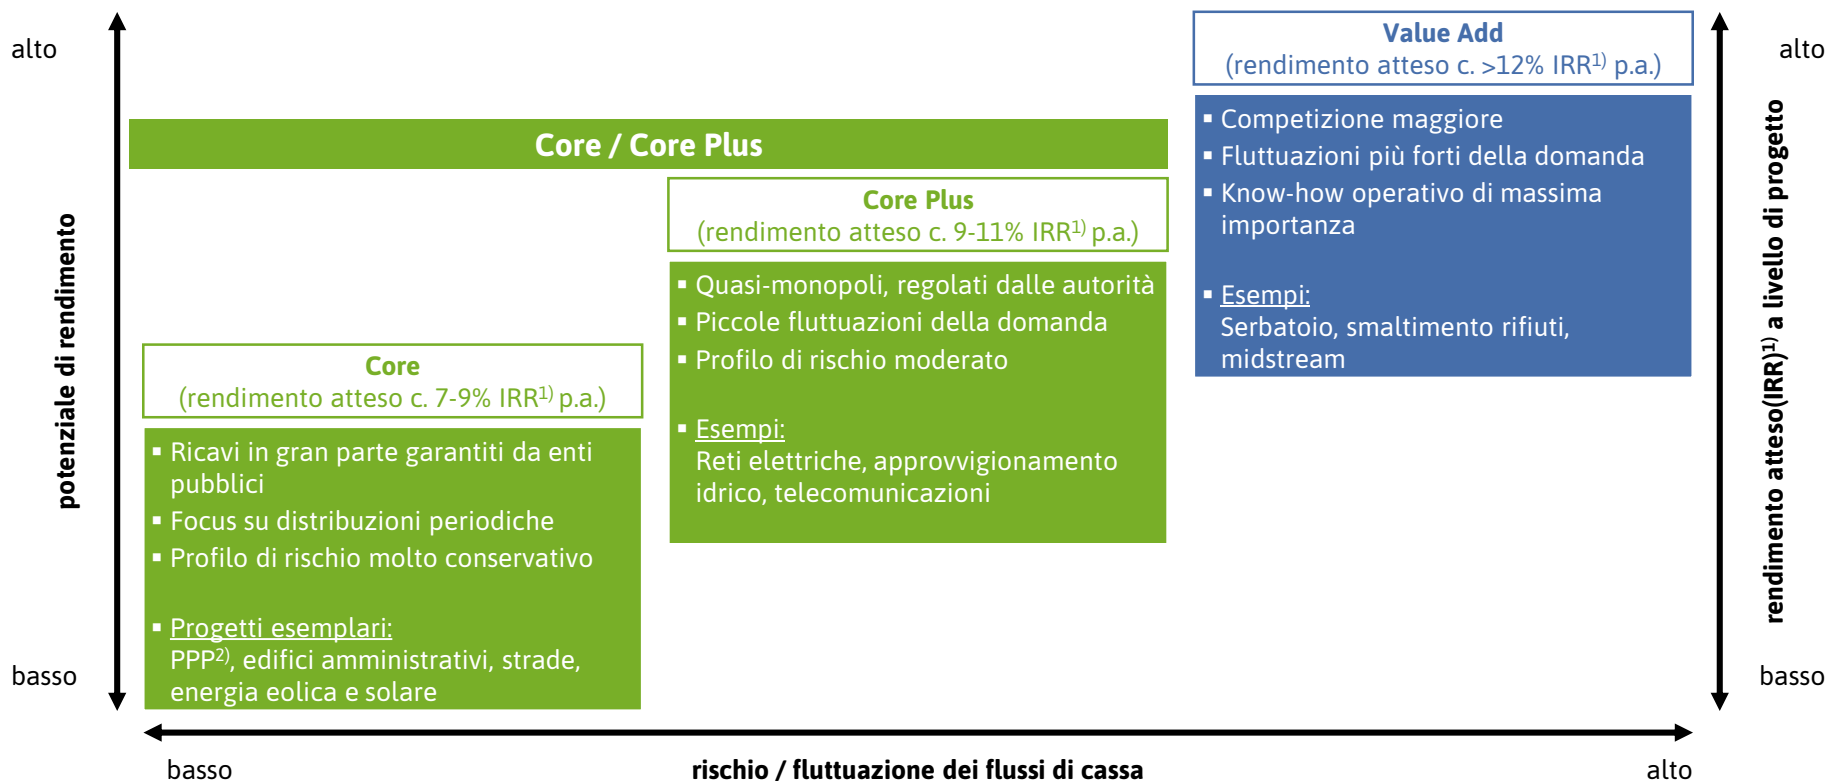 alto
potenziale di rendimento
basso
Core / Core Plus
Core
(rendimento atteso c. 7-9% IRR1) p.a.)
▪ Ricavi in gran parte garantiti da enti
pubblici
▪ Focus su distribuzioni periodiche
▪ Profilo di rischio molto conservativo
▪ Progetti esemplari:
PPP2), edifici amministrativi, strade,
energia eolica e solare
Core Plus
(rendimento atteso c. 9-11% IRR1) p.a.)
▪ Quasi-monopoli, regolati dalle autorità
▪ Piccole fluttuazioni della domanda
▪ Profilo di rischio moderato
▪ Esempi:
Reti elettriche, approvvigionamento
idrico, telecomunicazioni
Value Add
(rendimento atteso c. >12% IRR1) p.a.)
▪ Competizione maggiore
▪ Fluttuazioni più forti della domanda
▪ Know-how operativo di massima
importanza
▪ Esempi:
Serbatoio, smaltimento rifiuti,
midstream
alto
rendimento atteso(IRR)1) a livello di progetto
basso
basso
rischio / fluttuazione dei flussi di cassa
alto